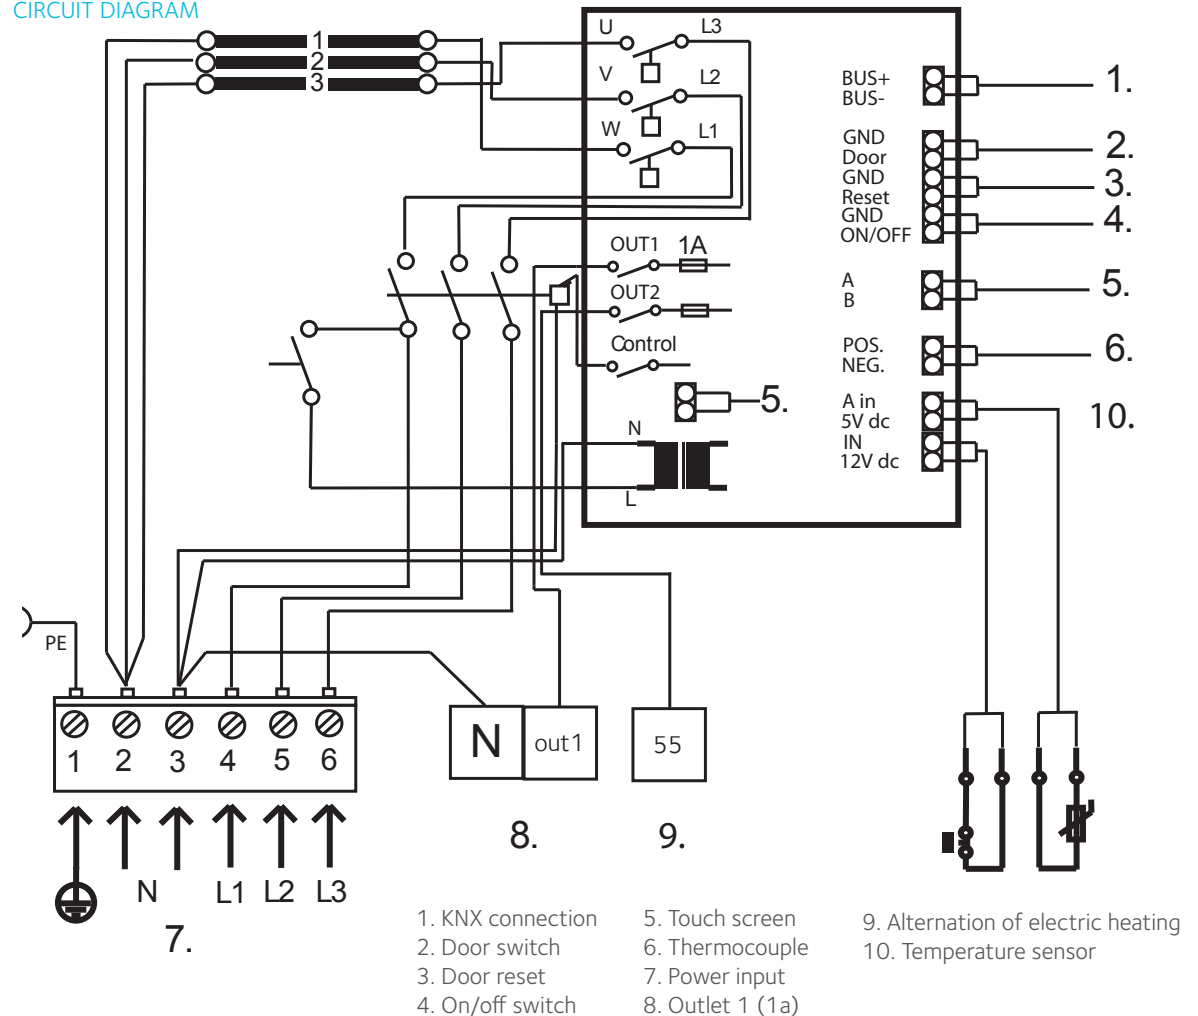 CIRCUIT DIAGRAM
1
2
3
U
L3
V
L2
W
L1
BUS+
BUS-
1.
GND
Door
2.
GND
Reset
3.
GND
ON/OFF
4.
OUT1
1A
OUT2
Control
A
B
5.
POS.
NEG.
6.
5.
A in
5V dc
10.
IN
12V dc
N
L
PE
1 2 3 4 5 6
N
out1
55
8.
9.
N L1 L2 L3
7.
1. KNX connection
2. Door switch
3. Door reset
4. On/off switch
5. Touch screen
6. Thermocouple
7. Power input
8. Outlet 1 (1a)
9. Alternation of electric heating
10. Temperature sensor